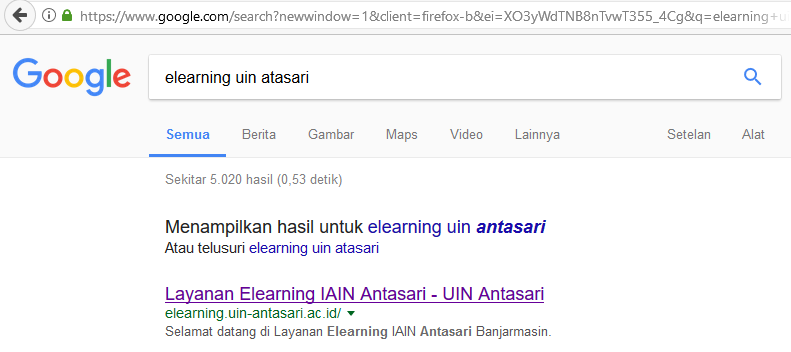 https://www.google.com/search?newwindow=1&client=firefox-b&ei=XO3yWdTNB8nTvwT355_4Cg&q=elearning+u
Google
elearning uin atasari
Semua Berita Gambar Maps Video Lainnya Setelan Alat
Sekitar 5.020 hasil (0,53 detik)
Menampilkan hasil untuk elearning uin antasari
Atau telusuri elearning uin atasari
Layanan Elearning IAIN Antasari - UIN Antasari
elearning.uin-antasari.ac.id/
Selamat datang di Layanan Elearning IAIN Antasari Banjarmasin.